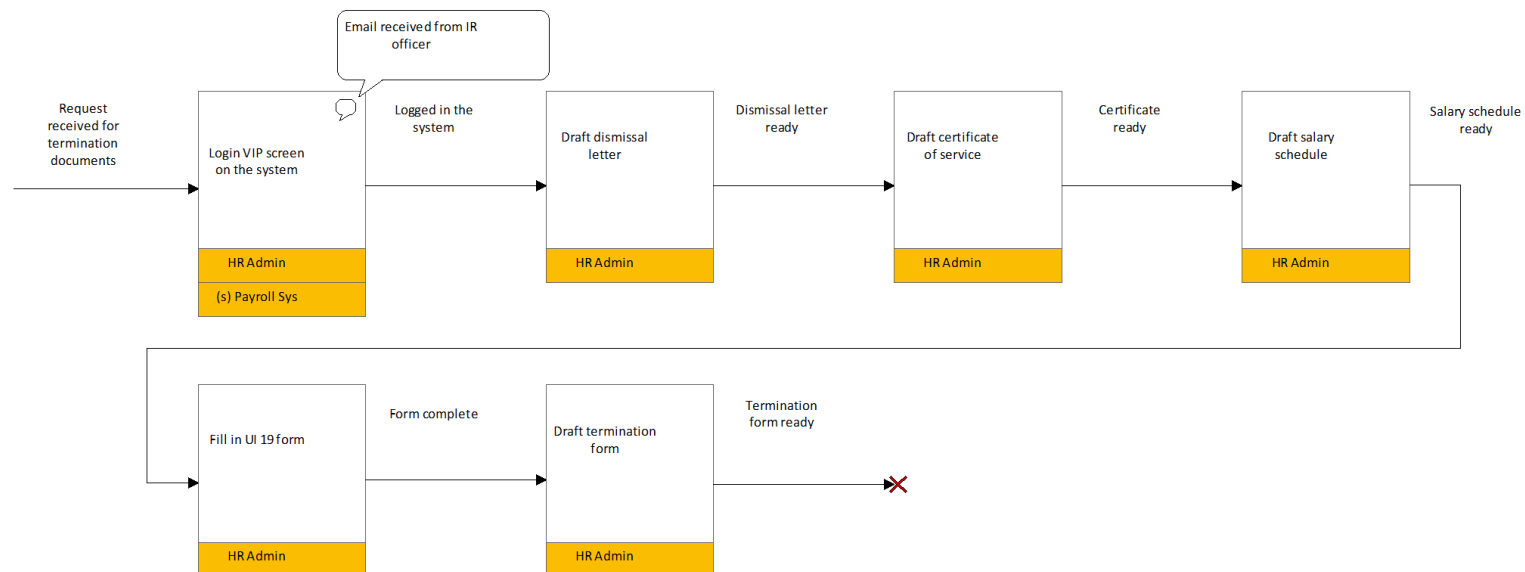 Email received from IR
officer
Request
received for
termination
documents
Login VIP screen
on the system
HR Admin
(s) Payroll Sys
Logged in the
system
Draft dismissal
letter
HR Admin
Dismissal letter
ready
Draft certificate
of service
HR Admin
Certificate
ready
Draft salary
schedule
HR Admin
Salary schedule
ready
Fill in UI 19 form
HR Admin
Form complete
Draft termination
form
HR Admin
Termination
form ready